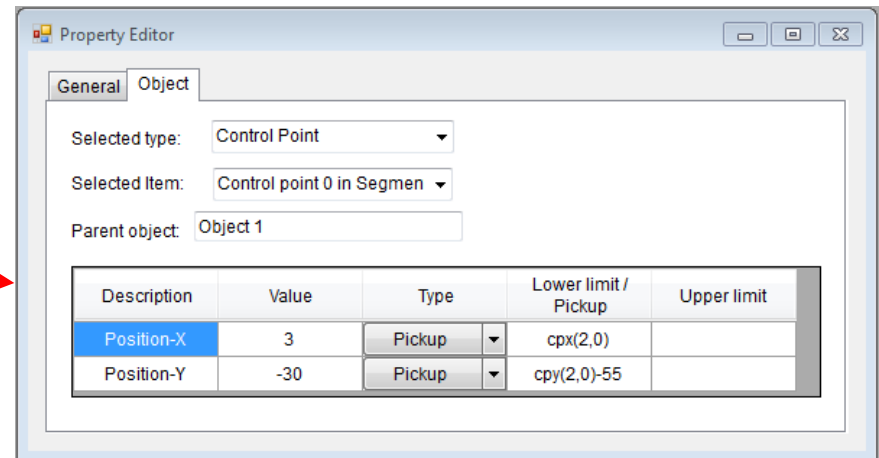 Property Editor
General Object
Selected type: Control Point
Selected Item: Control point 0 in Segmen
Parent object: Object 1
Description Value Type Lower limit / Pickup Upper limit
Position-X 3 Pickup cpx(2,0)
Position-Y -30 Pickup cpy(2,0)-55